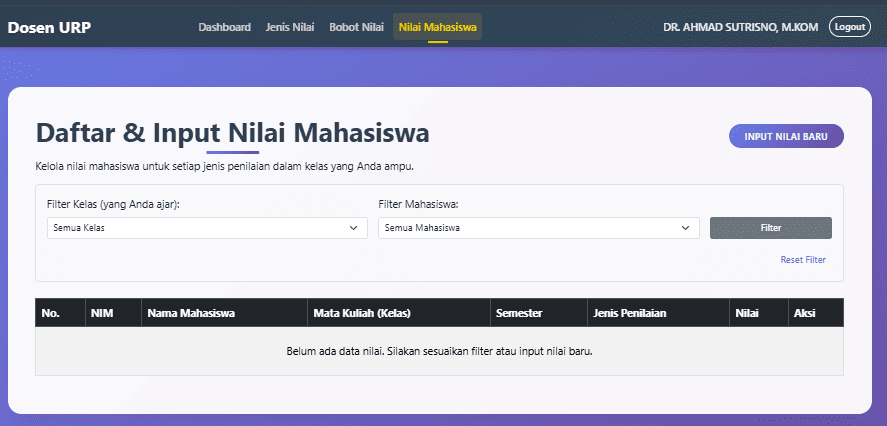 Dosen URP Dashboard Jenis Nilai Bobot Nilai Nilai Mahasiswa DR. AHMAD SUTRISNO, M.KOM Logout
Daftar & Input Nilai Mahasiswa
INPUT NILAI BARU
Kelola nilai mahasiswa untuk setiap jenis penilaian dalam kelas yang Anda ampu.
Filter Kelas (yang Anda ajar): Filter Mahasiswa:
Semua Kelas Semua Mahasiswa Filter
Reset Filter
No. NIM Nama Mahasiswa Mata Kuliah (Kelas) Semester Jenis Penilaian Nilai Aksi
Belum ada data nilai. Silakan sesuaikan filter atau input nilai baru.